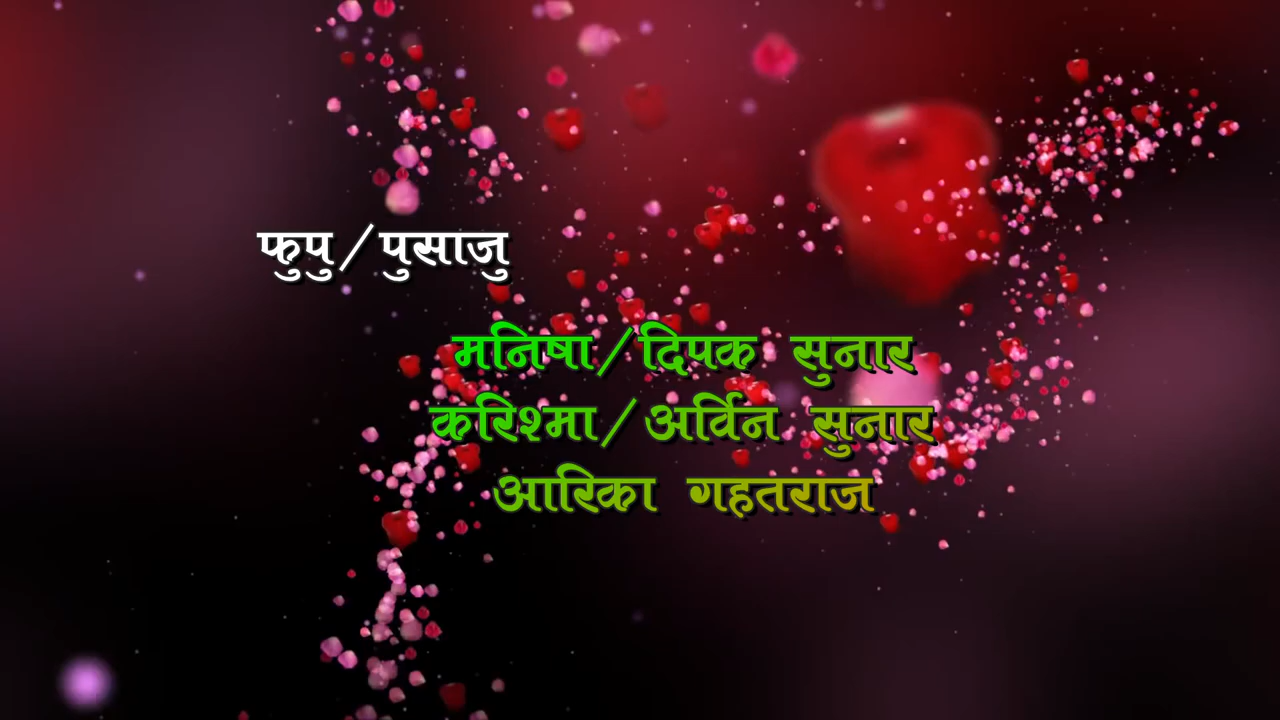 फुपु/पुसाजु
मनिषा/दिपक सुनार
करिश्मा/अर्विन सुनार
आरिका गहतराज